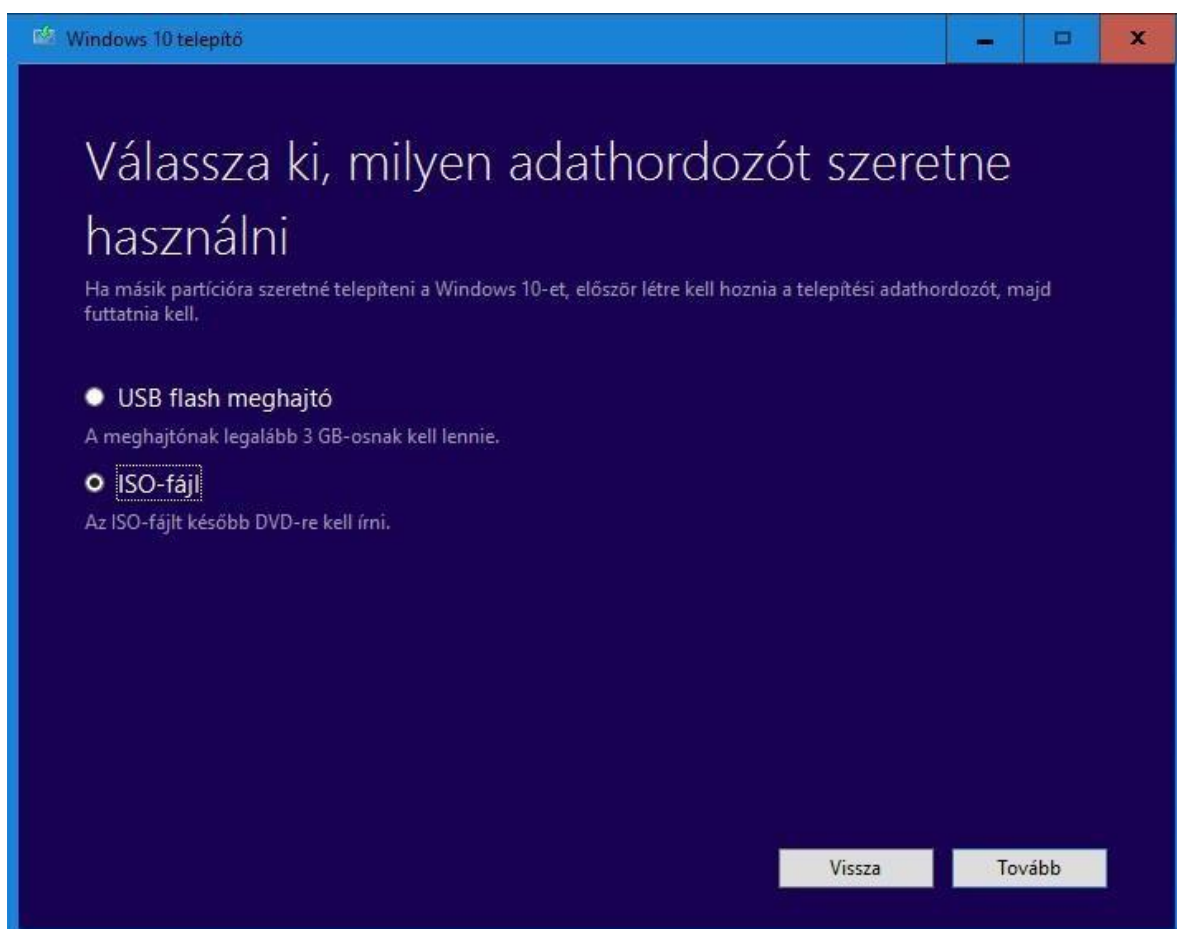 Windows 10 telepítő
Válassza ki, milyen adathordozót szeretne
használni
Ha másik partícióra szeretné telepíteni a Windows 10-et, először létre kell hoznia a telepítési adathordozót, majd
futtatnia kell.
USB flash meghajtó
A meghajtónak legalább 3 GB-osnak kell lennie.
ISO-fájl
Az ISO-fájlt később DVD-re kell írni.
Vissza
Tovább